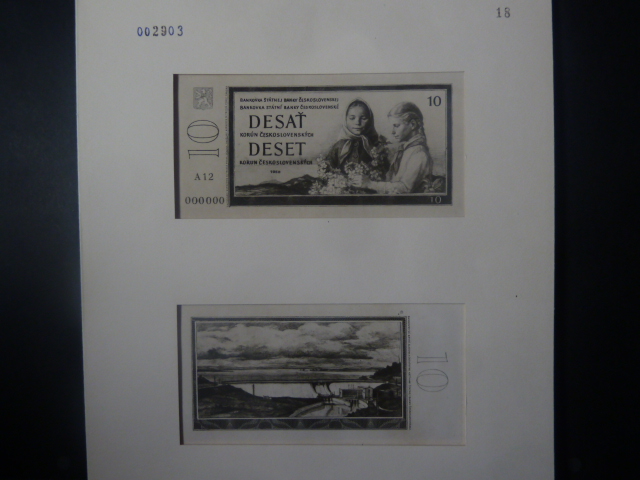 002903
18
BANKOVKA ŠTÁTNEJ BANKY ČESKOSLOVENSKEJ
BANKOVKA STÁTNÍ BANKY ČESKOSLOVENSKÉ
10
DESAŤ
KORÚN ČESKOSLOVENSKÝCH
DESET
KORUN ČESKOSLOVENSKÝCH
10
A12
000000
10
10